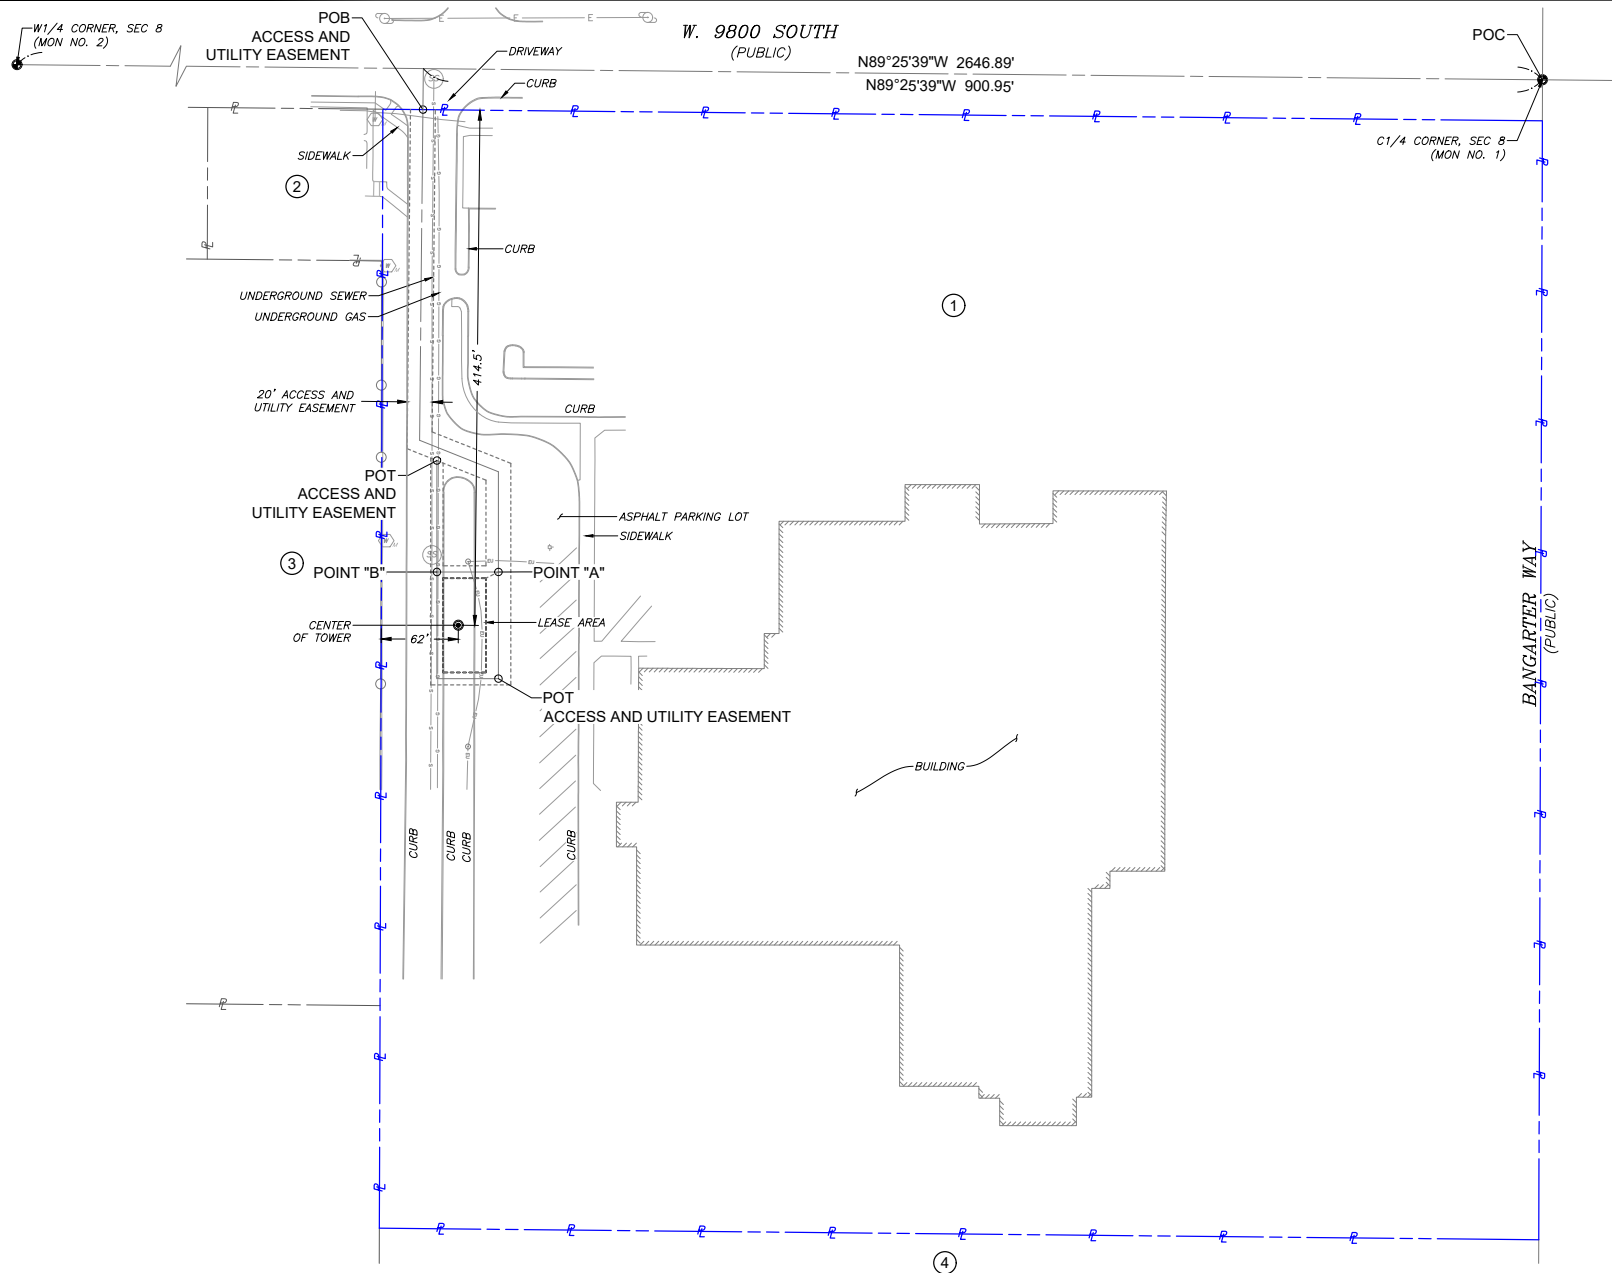 W1/4 CORNER, SEC 8
(MON NO. 2)
POB
ACCESS AND
UTILITY EASEMENT
E
E
E
W. 9800 SOUTH
(PUBLIC)
DRIVEWAY
CURB
N89°25'39"W 2646.89'
N89°25'39"W 900.95'
POC
C1/4 CORNER, SEC 8
(MON NO. 1)
SIDEWALK
2
CURB
UNDERGROUND SEWER
UNDERGROUND GAS
1
414.5'
20' ACCESS AND
UTILITY EASEMENT
CURB
POT
ACCESS AND
UTILITY EASEMENT
ASPHALT PARKING LOT
SIDEWALK
3
POINT "B"
POINT "A"
CENTER
OF TOWER
62'
LEASE AREA
POT
ACCESS AND UTILITY EASEMENT
BANGARTER WAY
(PUBLIC)
BUILDING
CURB
CURB
CURB
CURB
4